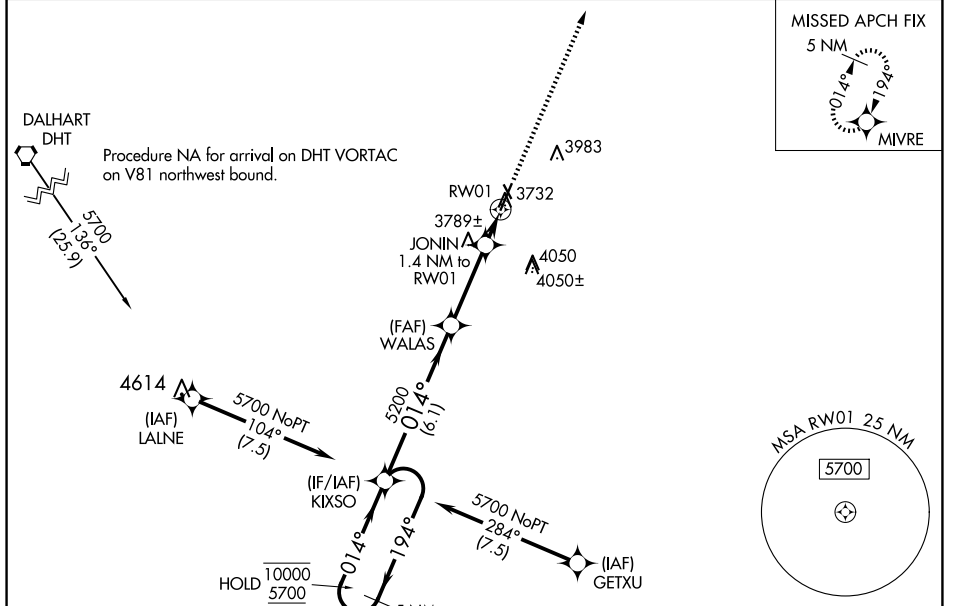 MISSED APCH FIX
5 NM
014°
194°
MIVRE
DALHART
DHT
Procedure NA for arrival on DHT VORTAC
on V81 northwest bound.
5700
136°
(25.9)
3983
RW01
3732
3789±
JONIN
1.4 NM to
RW01
4050
4050±
(FAF)
WALAS
4614
(IAF)
LALNE
5700 NoPT
104°
(7.5)
5200
014°
(6.1)
(IF/IAF)
KIXSO
MSA RW01 25 NM
5700
5700 NoPT
284°
(7.5)
(IAF)
GETXU
014°
194°
HOLD
10000
5700